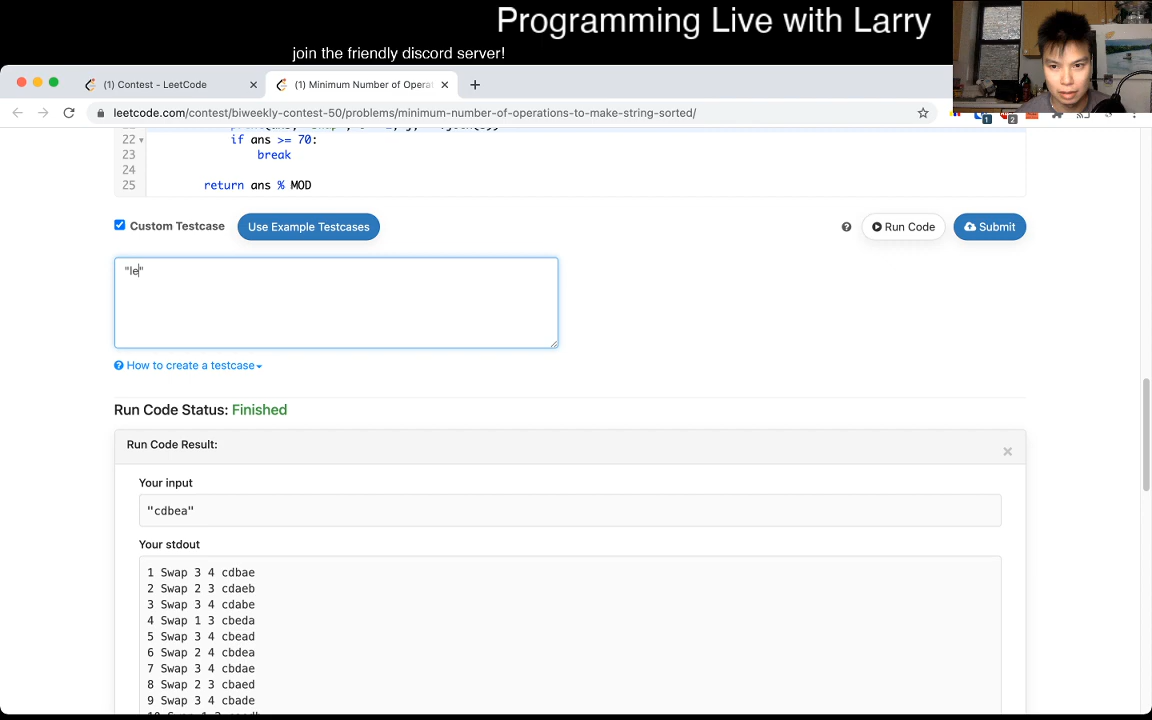 Programming Live with Larry
join the friendly discord server!
(1) Contest - LeetCode
(1) Minimum Number of Operat
leetcode.com/contest/biweekly-contest-50/problems/minimum-number-of-operations-to-make-string-sorted/
22 if ans >= 70:
23 break
24
25 return ans % MOD
Custom Testcase Use Example Testcases Run Code Submit
"le"
How to create a testcase
Run Code Status: Finished
Run Code Result:
Your input
"cdbea"
Your stdout
1 Swap 3 4 cdbae
2 Swap 2 3 cdaeb
3 Swap 3 4 cdabe
4 Swap 1 3 cbeda
5 Swap 3 4 cbead
6 Swap 2 4 cbdea
7 Swap 3 4 cbdae
8 Swap 2 3 cbaed
9 Swap 3 4 cbade